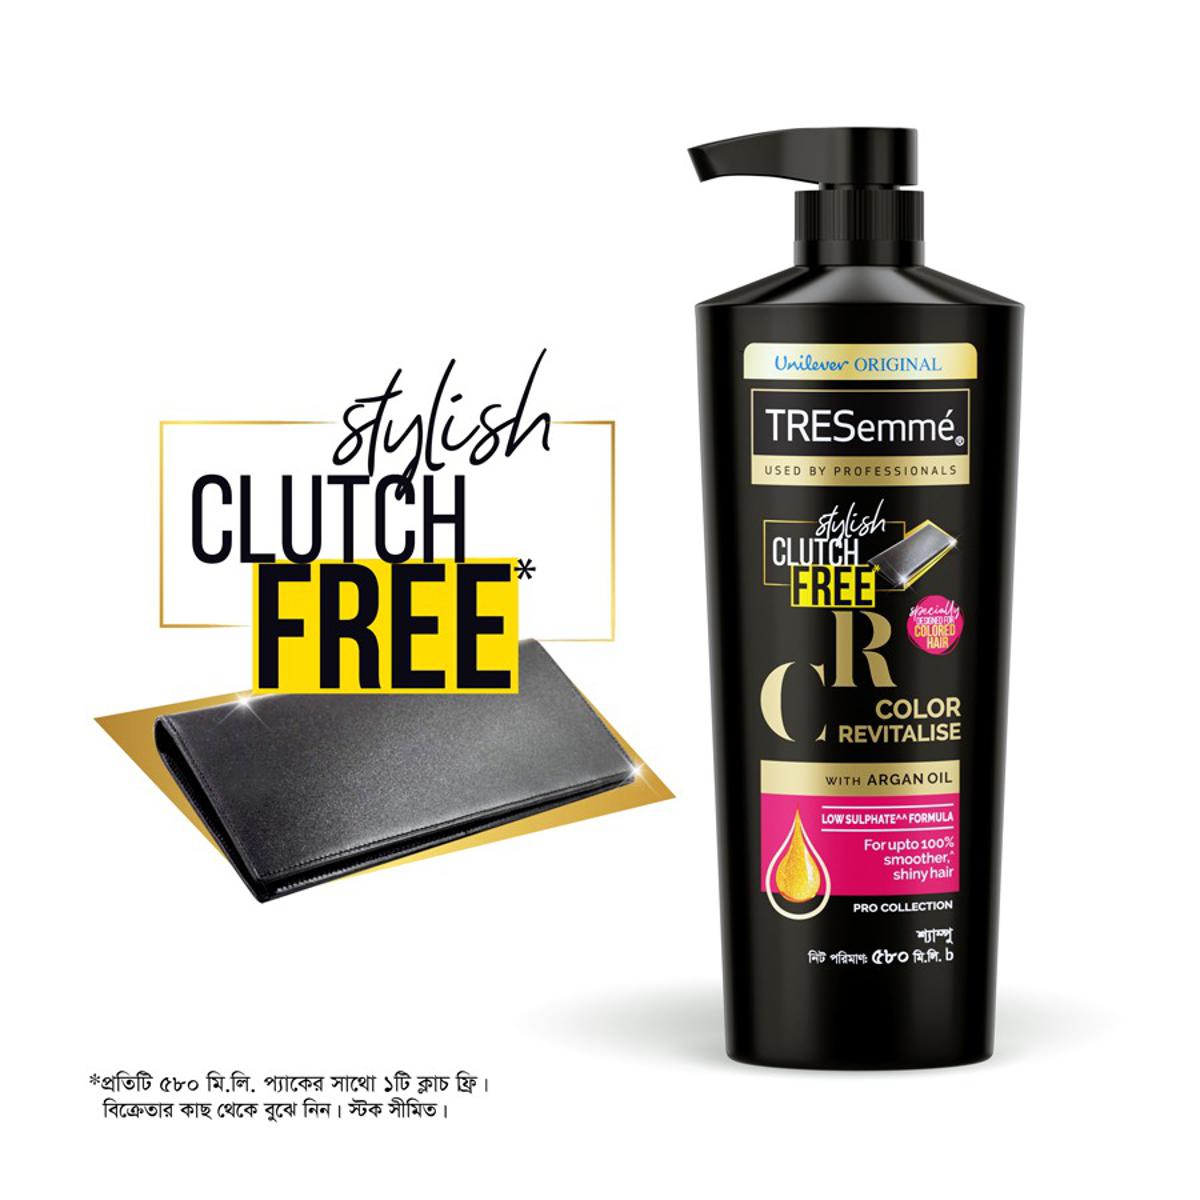 stylish
CLUTCH
FREE*
*প্রতিটি ৫৮০ মি.লি. প্যাকের সাথে ১টি ক্লাচ ফ্রি।
বিক্রেতার কাছ থেকে বুঝে নিন। স্টক সীমিত।
Unilever ORIGINAL
TRESemmé®
USED BY PROFESSIONALS
stylish
CLUTCH
FREE*
specially
DESIGNED FOR
COLORED
HAIR
CR
COLOR
REVITALISE
WITH ARGAN OIL
LOW SULPHATE^^ FORMULA
For upto 100%
smoother,^
shiny hair
PRO COLLECTION
শ্যাম্পু
নিট পরিমাণ: ৫৮০ মি.লি. b